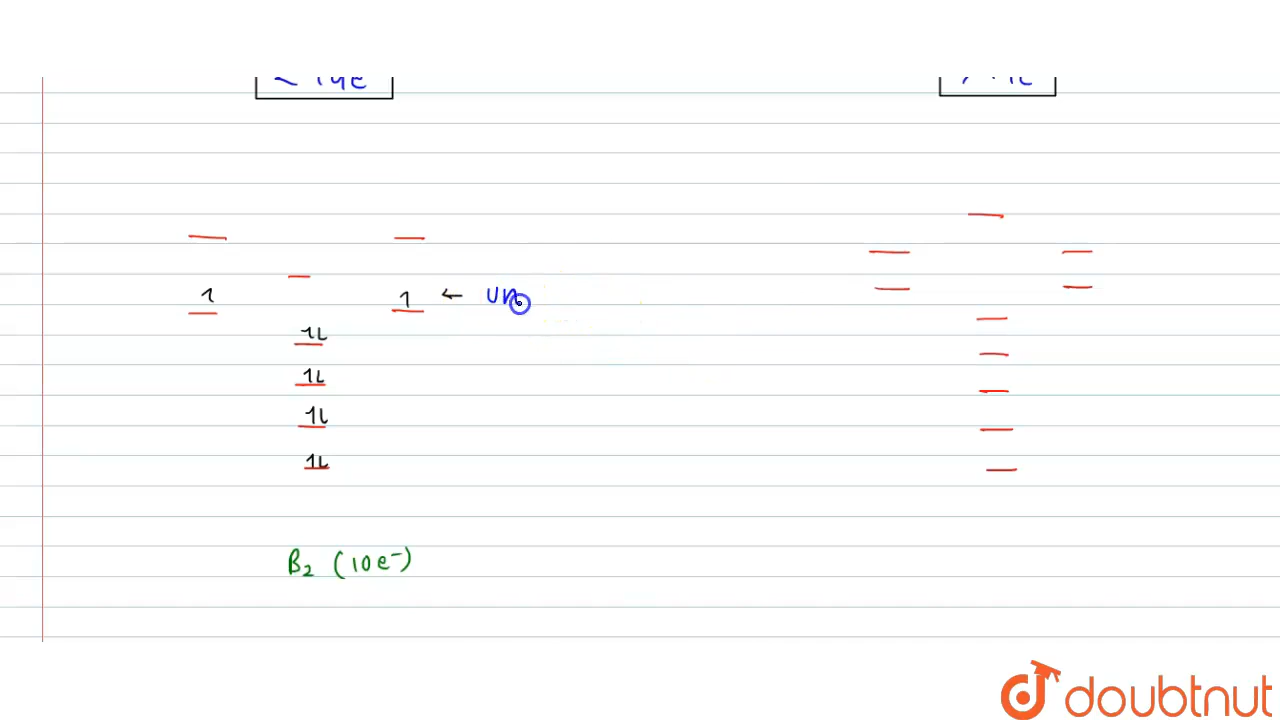 1 1 ← un
1L
1L
1L
1L
B₂ (10e⁻)
doubtnut